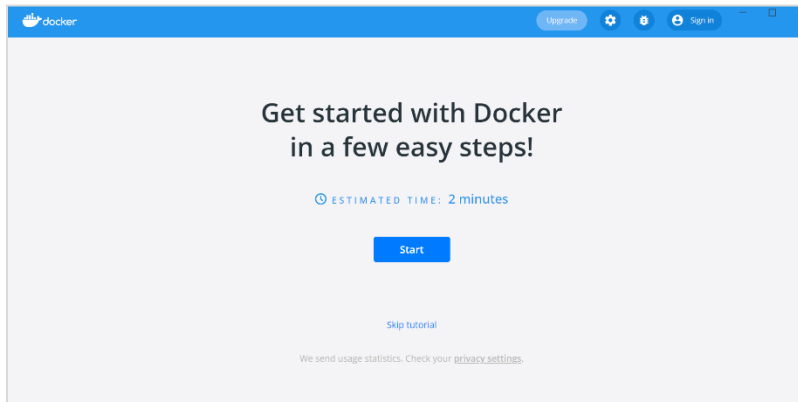 docker
Upgrade
Sign in
Get started with Docker
in a few easy steps!
ESTIMATED TIME: 2 minutes
Start
Skip tutorial
We send usage statistics. Check your privacy settings.